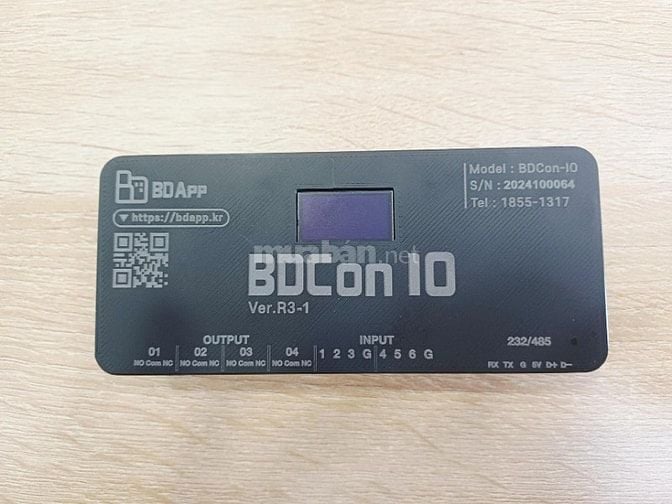 BDApp
▼https://bdapp.kr
Model : BDCon-IO
S/N : 2024100064
Tel : 1855-1317
muaban.net
BDCon IO
Ver.R3-1
OUTPUT
01 02 03 04
NO Com NC NO Com NC NO Com NC NO Com NC
INPUT
1 2 3 G 4 5 6 G
232/485
RX TX G 5V D+ D-